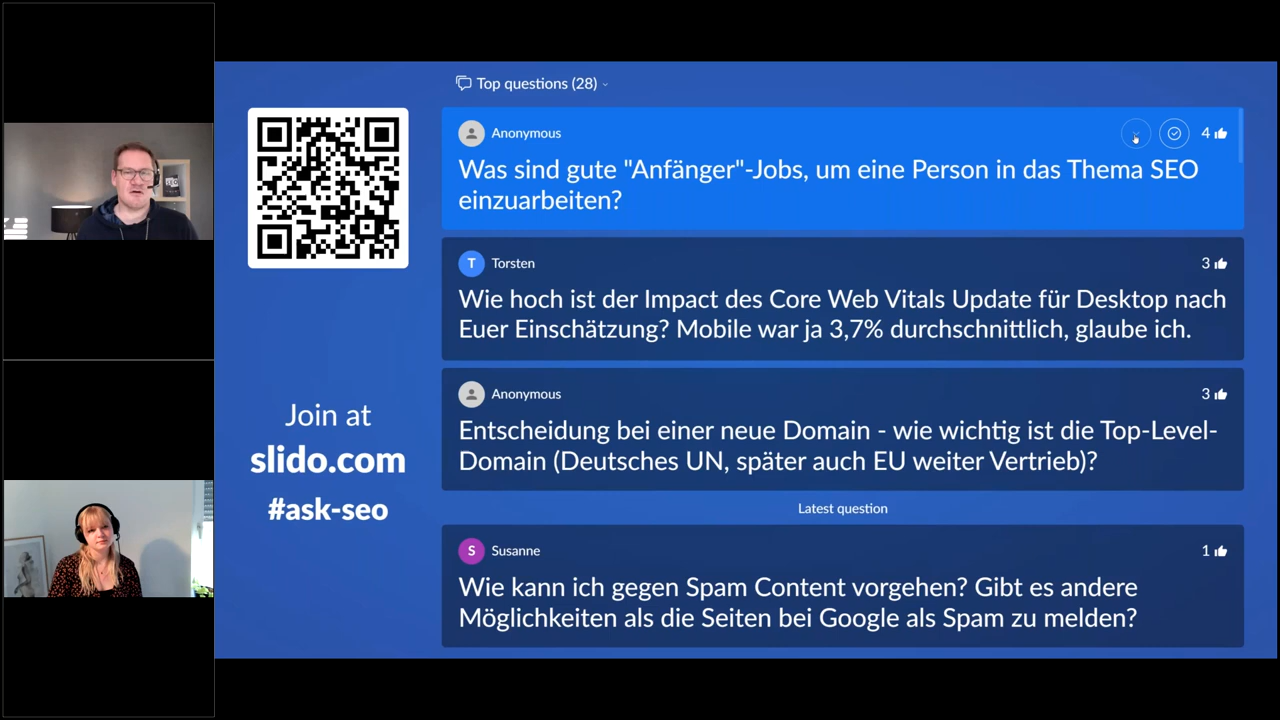 Top questions (28)
Anonymous
4
Was sind gute "Anfänger"-Jobs, um eine Person in das Thema SEO
einzuarbeiten?
T Torsten
3
Wie hoch ist der Impact des Core Web Vitals Update für Desktop nach
Euer Einschätzung? Mobile war ja 3,7% durchschnittlich, glaube ich.
Anonymous
3
Entscheidung bei einer neue Domain - wie wichtig ist die Top-Level-
Domain (Deutsches UN, später auch EU weiter Vertrieb)?
Latest question
S Susanne
1
Wie kann ich gegen Spam Content vorgehen? Gibt es andere
Möglichkeiten als die Seiten bei Google als Spam zu melden?
Join at
slido.com
#ask-seo